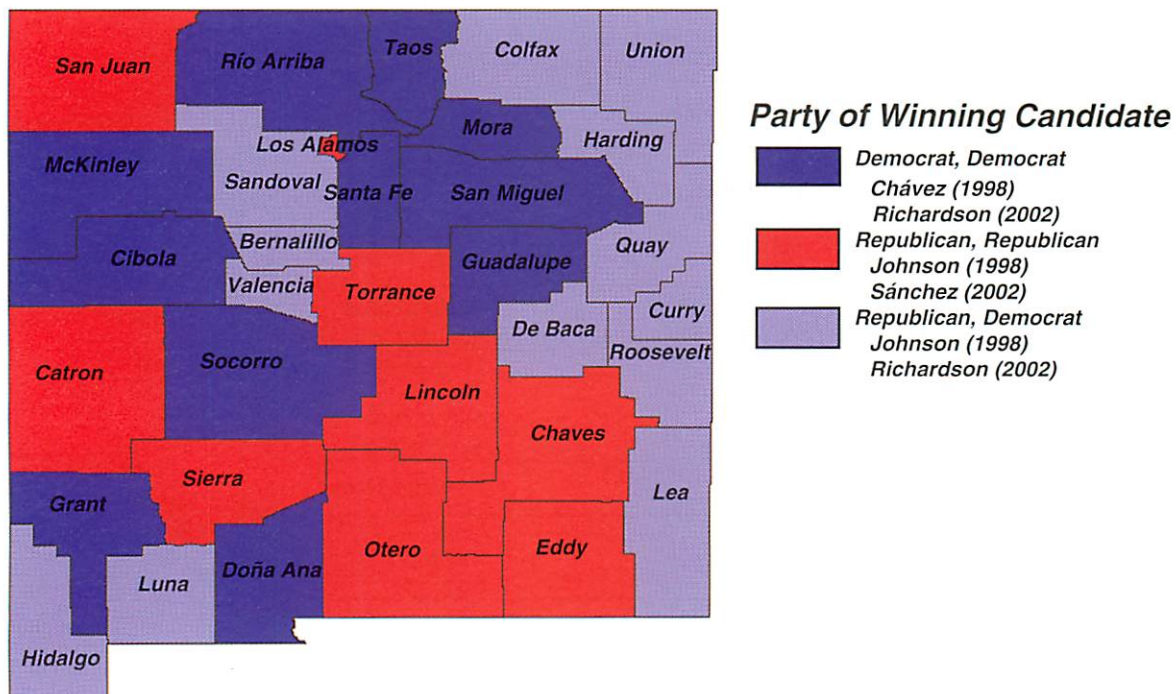 San Juan
Río Arriba
Taos
Colfax
Union
Mora
Harding
McKinley
Los Alamos
Sandoval
Santa Fe
San Miguel
Bernalillo
Quay
Cibola
Guadalupe
Valencia
Torrance
De Baca
Curry
Roosevelt
Socorro
Catron
Lincoln
Chaves
Sierra
Lea
Grant
Otero
Eddy
Luna
Doña Ana
Hidalgo
Party of Winning Candidate
Democrat, Democrat
Chávez (1998)
Richardson (2002)
Republican, Republican
Johnson (1998)
Sánchez (2002)
Republican, Democrat
Johnson (1998)
Richardson (2002)